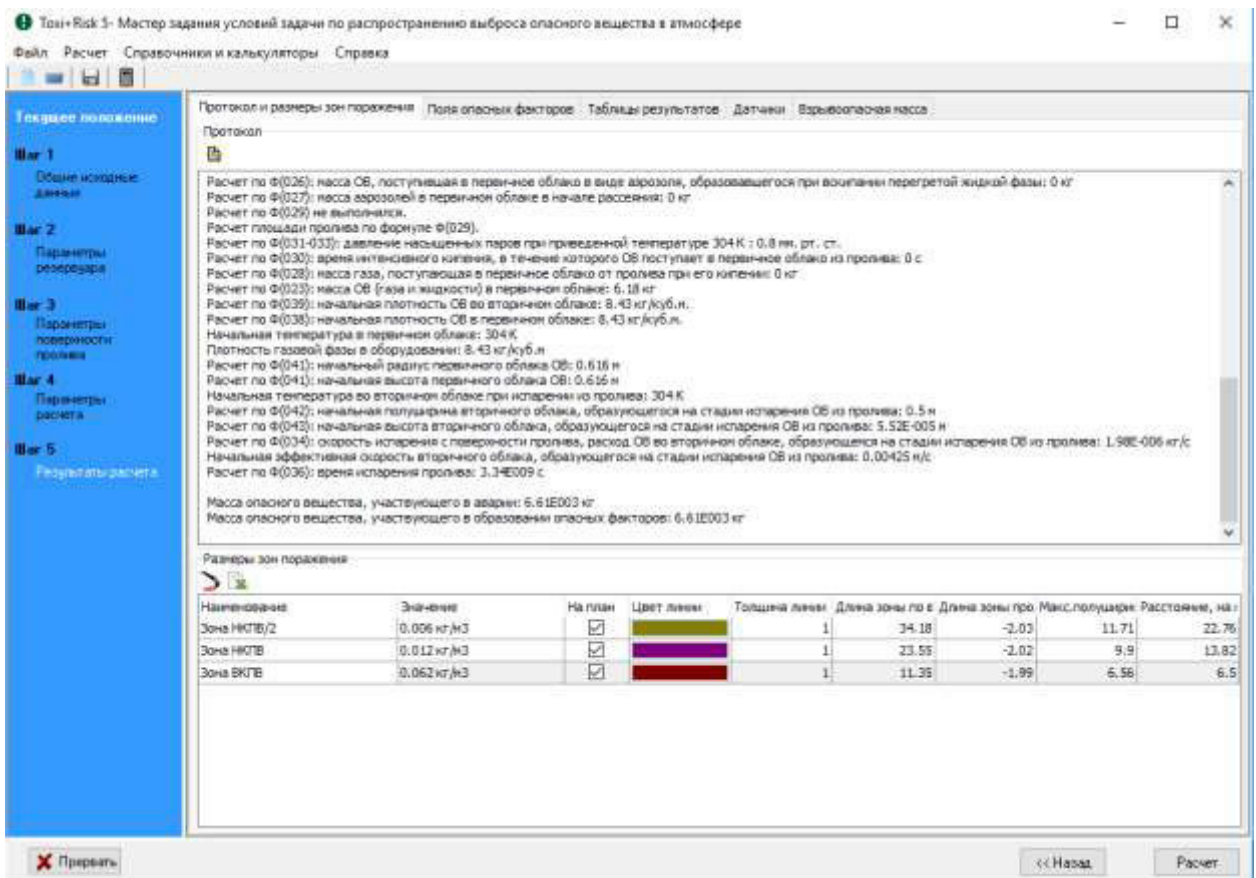 Toxi+Risk 5- Мастер задания условий задачи по распространению выброса опасного вещества в атмосфере
Файл Расчет Справочники и калькуляторы Справка
Текущее положение
Шаг 1
Общие исходные данные
Шаг 2
Параметры резервуара
Шаг 3
Параметры поверхности пролива
Шаг 4
Параметры расчета
Шаг 5
Результаты расчета
Протокол и размеры зон поражения Поля опасных факторов Таблицы результатов Датчики Взрывоопасная масса
Протокол
Расчет по Ф(026): масса ОВ, поступившая в первичное облако в виде аэрозоля, образовавшегося при вскипании перегретой жидкой фазы: 0 кг
Расчет по Ф(027): масса аэрозолей в первичном облаке в начале рассеяния: 0 кг
Расчет по Ф(029) не выполнялся.
Расчет площади пролива по формуле Ф(029).
Расчет по Ф(031-033): давление насыщенных паров при приведенной температуре 304 К : 0.8 мм. рт. ст.
Расчет по Ф(030): время интенсивного кипения, в течение которого ОВ поступает в первичное облако из пролива: 0 с
Расчет по Ф(028): масса газа, поступающая в первичное облако от пролива при его кипении: 0 кг
Расчет по Ф(023): масса ОВ (газа и жидкости) в первичном облаке: 6.18 кг
Расчет по Ф(039): начальная плотность ОВ во вторичном облаке: 8.43 кг/куб.м.
Расчет по Ф(038): начальная плотность ОВ в первичном облаке: 8.43 кг/куб.м.
Начальная температура в первичном облаке: 304 К
Плотность газовой фазы в оборудовании: 8.43 кг/куб.м
Расчет по Ф(041): начальный радиус первичного облака ОВ: 0.616 м
Расчет по Ф(041): начальная высота первичного облака ОВ: 0.616 м
Начальная температура во вторичном облаке при испарении из пролива: 304 К
Расчет по Ф(042): начальная полуширина вторичного облака, образующегося на стадии испарения ОВ из пролива: 0.5 м
Расчет по Ф(043): начальная высота вторичного облака, образующегося на стадии испарения ОВ из пролива: 5.52E-005 м
Расчет по Ф(034): скорость испарения с поверхности пролива, расход ОВ во вторичном облаке, образующемся на стадии испарения ОВ из пролива: 1.98E-006 кг/с
Начальная эффективная скорость вторичного облака, образующегося на стадии испарения ОВ из пролива: 0.00425 м/с
Расчет по Ф(036): время испарения пролива: 3.34E009 с
Масса опасного вещества, участвующего в аварии: 6.61E003 кг
Масса опасного вещества, участвующего в образовании опасных факторов: 6.61E003 кг
Размеры зон поражения
Наименование Значение На план Цвет линии Толщина линии Длина зоны по в Длина зоны про Макс.полушири Расстояние, на
Зона НКПВ/2 0.006 кг/м3 1 34.18 -2.03 11.71 22.76
Зона НКПВ 0.012 кг/м3 1 23.55 -2.02 9.9 13.82
Зона ВКПВ 0.062 кг/м3 1 11.35 -1.99 6.56 6.5
Прервать << Назад Расчет